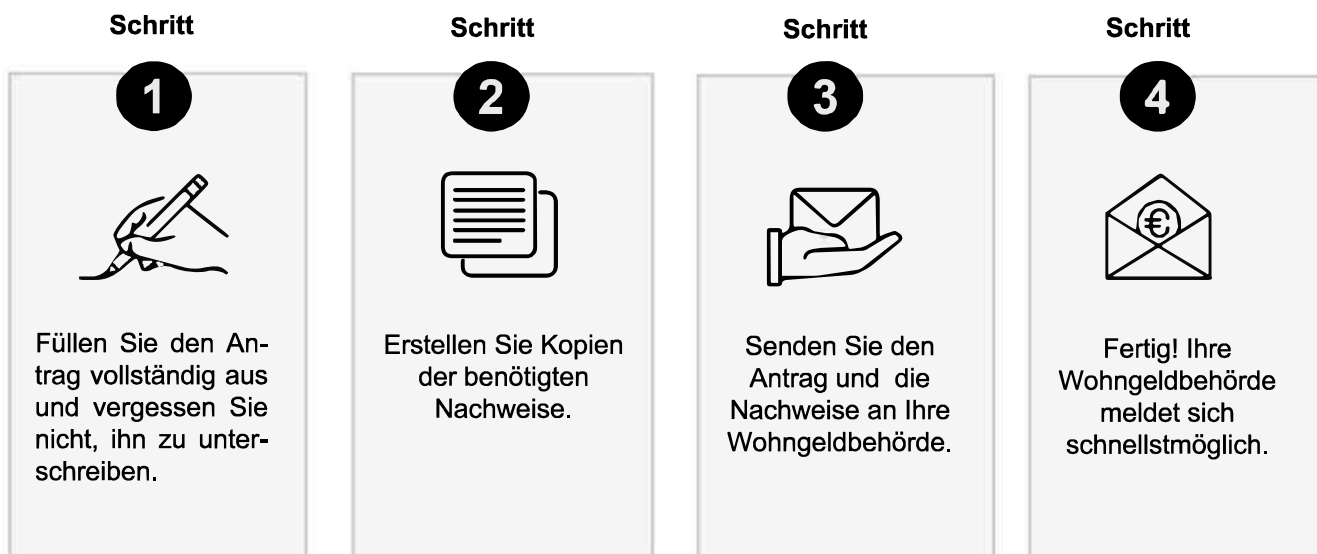 Schritt
1
Füllen Sie den An-
trag vollständig aus
und vergessen Sie
nicht, ihn zu unter-
schreiben.
Schritt
2
Erstellen Sie Kopien
der benötigten
Nachweise.
Schritt
3
Senden Sie den
Antrag und die
Nachweise an Ihre
Wohngeldbehörde.
Schritt
4
€
Fertig! Ihre
Wohngeldbehörde
meldet sich
schnellstmöglich.